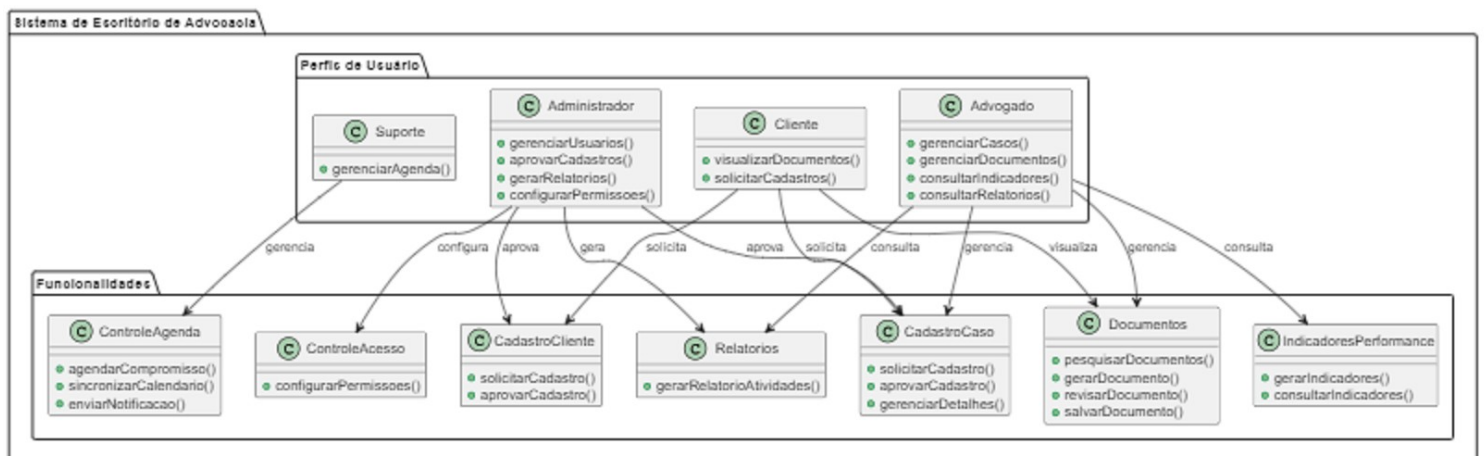 Sistema de Escritório de Advocacia
Perfis de Usuário
C Suporte
gerenciarAgenda()
C Administrador
gerenciarUsuarios()
aprovarCadastros()
gerarRelatorios()
configurarPermissoes()
C Cliente
visualizarDocumentos()
solicitarCadastros()
C Advogado
gerenciarCasos()
gerenciarDocumentos()
consultarIndicadores()
consultarRelatorios()
gerencia
configura
aprova
gera
solicita
aprova
solicita
consulta
gerencia
visualiza
gerencia
consulta
Funcionalidades
C ControleAgenda
agendarCompromisso()
sincronizarCalendario()
enviarNotificacao()
C ControleAcesso
configurarPermissoes()
C CadastroCliente
solicitarCadastro()
aprovarCadastro()
C Relatorios
gerarRelatorioAtividades()
C CadastroCaso
solicitarCadastro()
aprovarCadastro()
gerenciarDetalhes()
C Documentos
pesquisarDocumentos()
gerarDocumento()
revisarDocumento()
salvarDocumento()
C IndicadoresPerformance
gerarIndicadores()
consultarIndicadores()